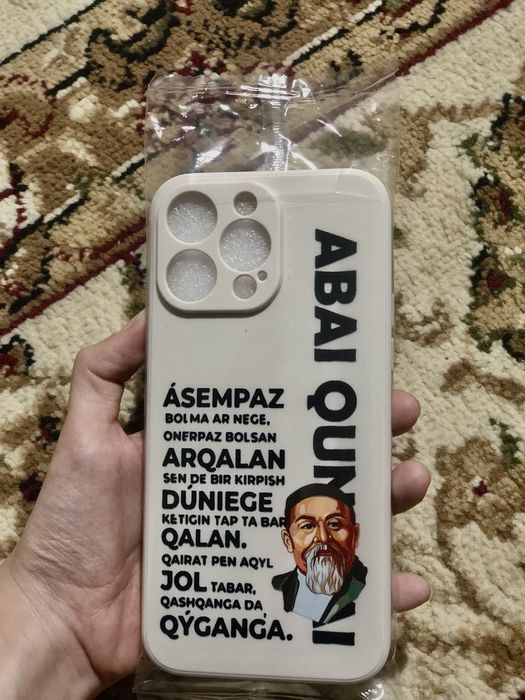 ABAI QUN
ÁSEMPAZ
BOLMA AR NEGE,
ONERPAZ BOLSAN
ARQALAN
SEN DE BIR KIRPISH
DÚNIEGE
KETIGIN TAP TA BAR
QALAN.
QAIRAT PEN AQYL
JOL TABAR,
QASHQANGA DA,
QÝGANGA.